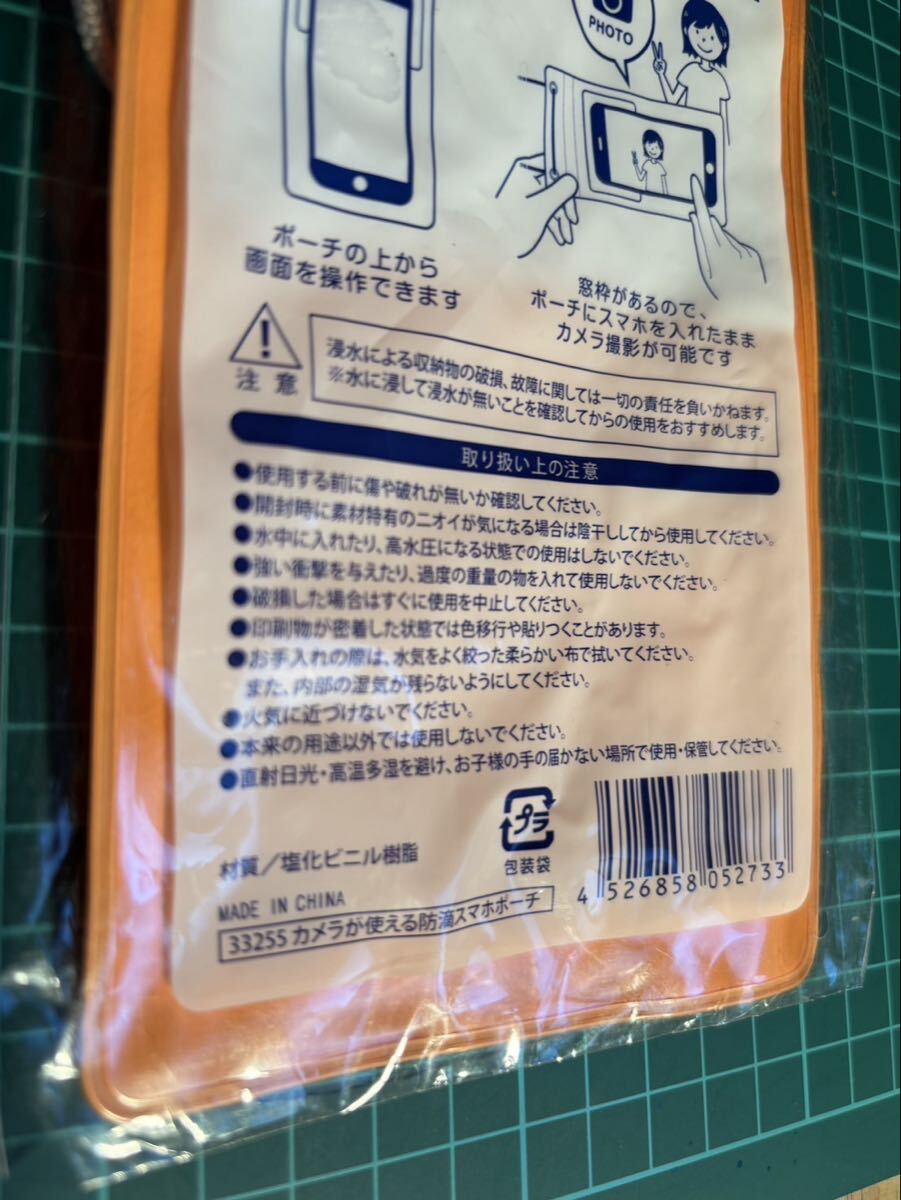 PHOTO
ポーチの上から
画面を操作できます
窓枠があるので、
ポーチにスマホを入れたまま
カメラ撮影が可能です
注意
浸水による収納物の破損、故障に関しては一切の責任を負いかねます。
※水に浸して浸水が無いことを確認してからの使用をおすすめします。
取り扱い上の注意
●使用する前に傷や破れが無いか確認してください。
●開封時に素材特有のニオイが気になる場合は陰干ししてから使用してください。
●水中に入れたり、高水圧になる状態での使用はしないでください。
●強い衝撃を与えたり、過度の重量の物を入れて使用しないでください。
●破損した場合はすぐに使用を中止してください。
●印刷物が密着した状態では色移行や貼りつくことがあります。
●お手入れの際は、水気をよく絞った柔らかい布で拭いてください。
また、内部の湿気が残らないようにしてください。
●火気に近づけないでください。
●本来の用途以外では使用しないでください。
●直射日光・高温多湿を避け、お子様の手の届かない場所で使用・保管してください。
プラ
包装袋
材質/塩化ビニル樹脂
MADE IN CHINA
33255 カメラが使える防滴スマホポーチ
4 526858 052733